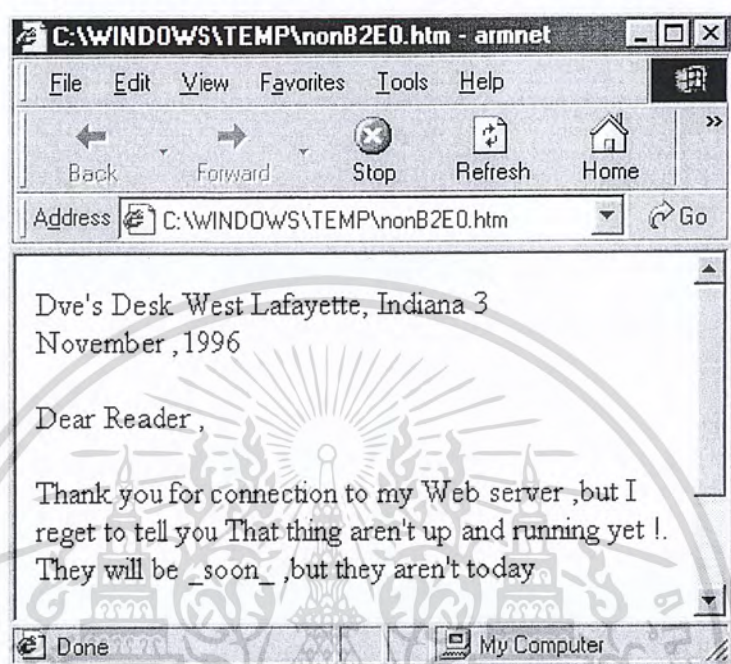 C:\WINDOWS\TEMP\nonB2E0.htm - armnet
File Edit View Favorites Tools Help
Back Forward Stop Refresh Home »
Address C:\WINDOWS\TEMP\nonB2E0.htm Go
Dve's Desk West Lafayette, Indiana 3
November ,1996
Dear Reader ,
Thank you for connection to my Web server ,but I
reget to tell you That thing aren't up and running yet !.
They will be _soon_ ,but they aren't today
Done My Computer